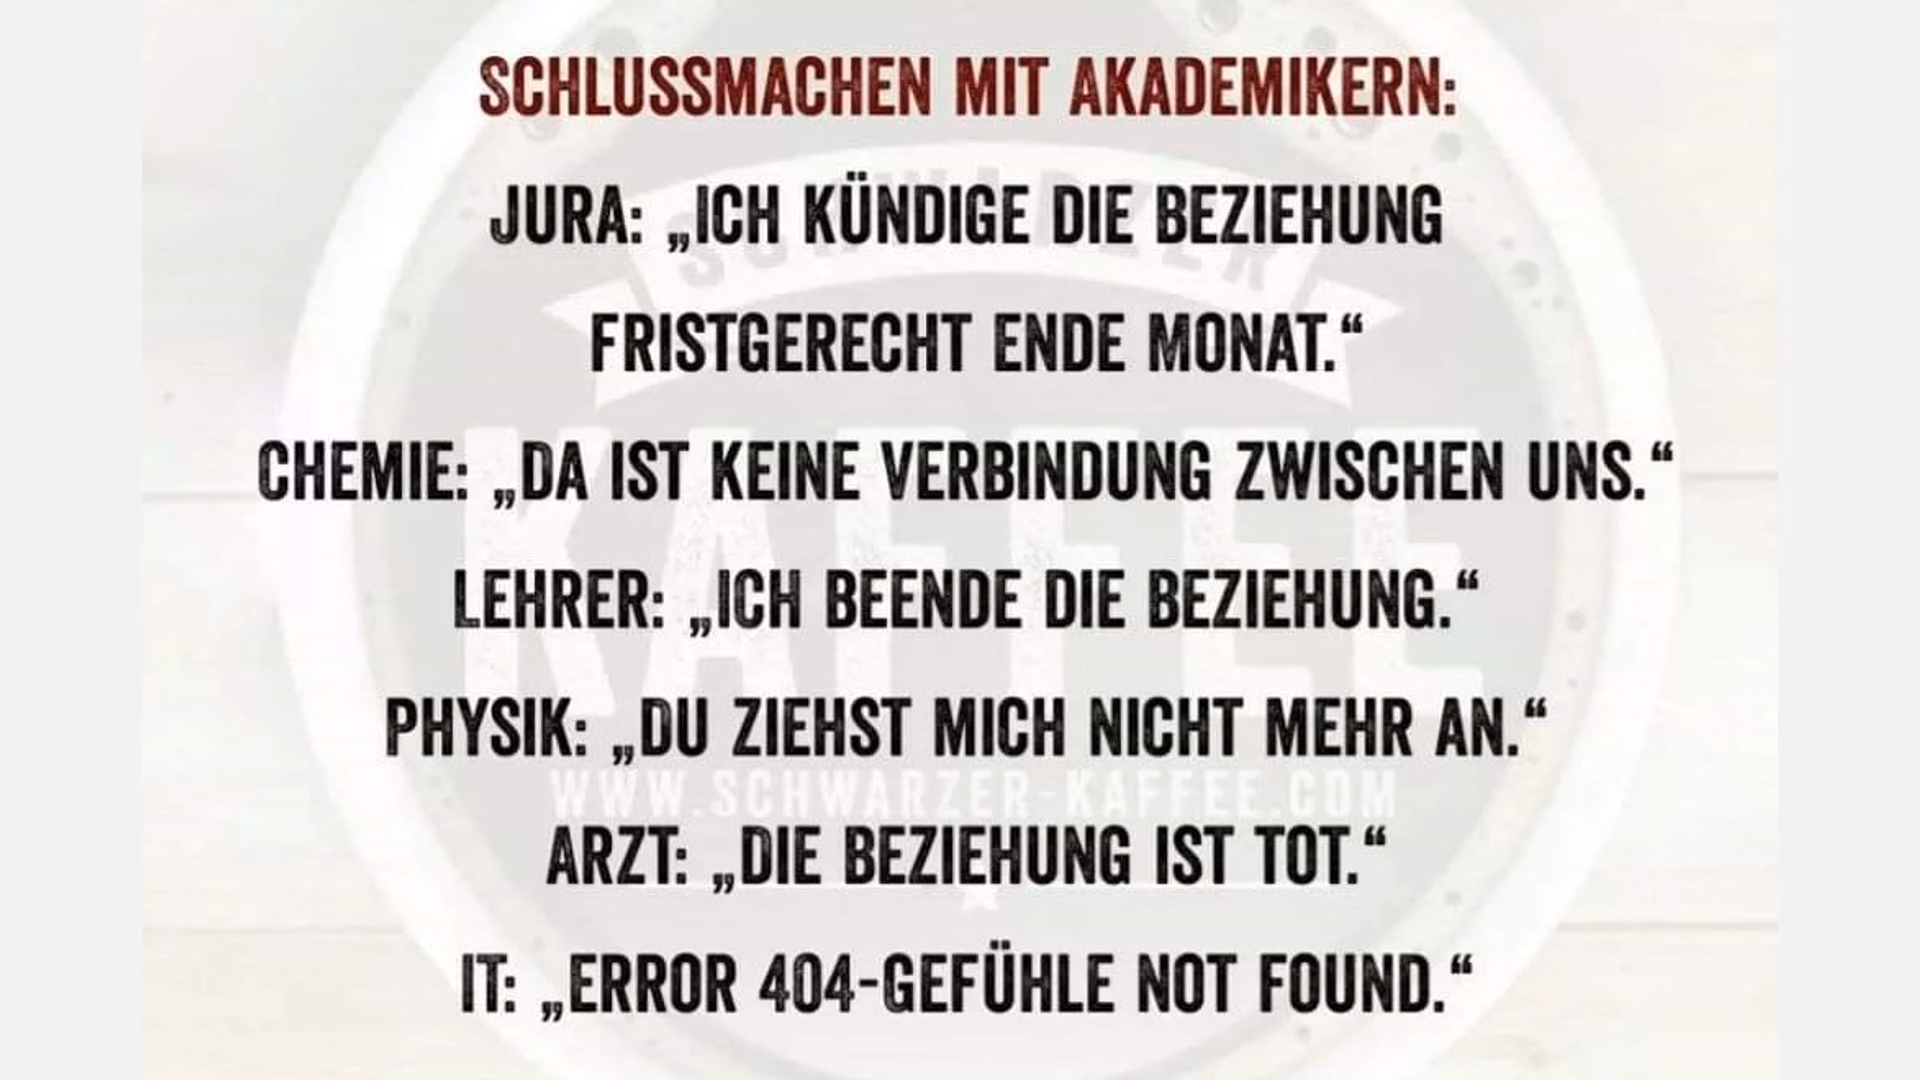 SCHLUSSMACHEN MIT AKADEMIKERN:
JURA: „ICH KÜNDIGE DIE BEZIEHUNG
FRISTGERECHT ENDE MONAT.“
CHEMIE: „DA IST KEINE VERBINDUNG ZWISCHEN UNS.“
LEHRER: „ICH BEENDE DIE BEZIEHUNG.“
PHYSIK: „DU ZIEHST MICH NICHT MEHR AN.“
ARZT: „DIE BEZIEHUNG IST TOT.“
IT: „ERROR 404-GEFÜHLE NOT FOUND.“
SCHWARZER
KAFFEE
WWW.SCHWARZER-KAFFEE.COM